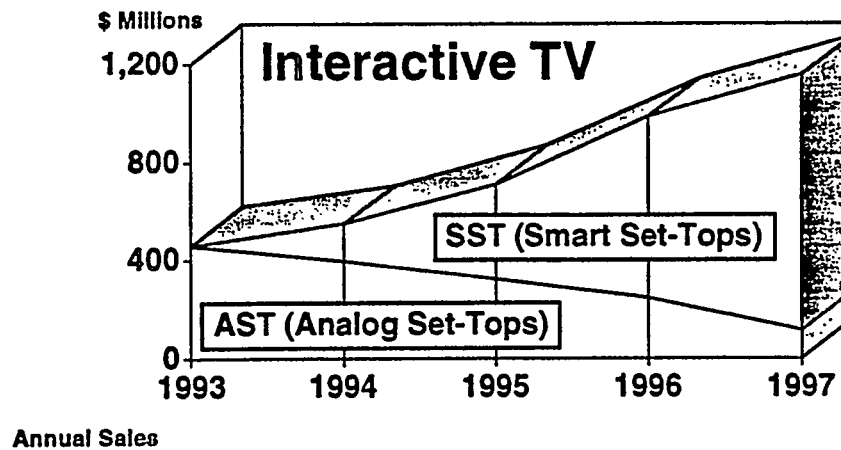 $ Millions
Interactive TV
1,200
800
SST (Smart Set-Tops)
400
AST (Analog Set-Tops)
0
1993 1994 1995 1996 1997
Annual Sales